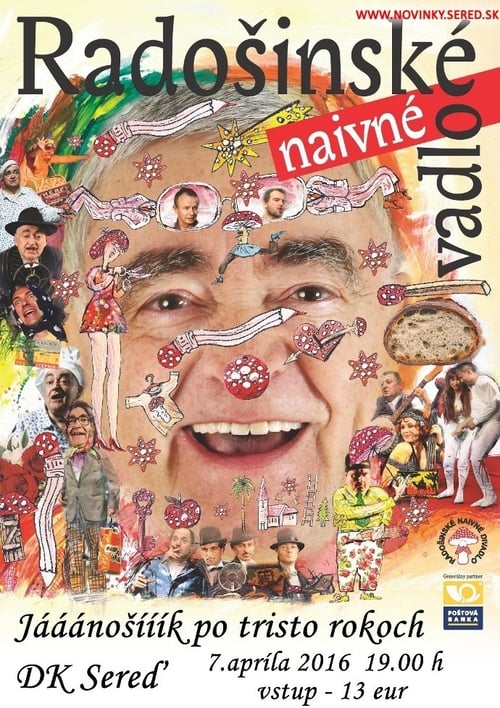 WWW.NOVINKY.SERED.SK
Radošinské
naivné
vadlo
RADOŠINSKÉ NAIVNÉ DIVADLO
Generálny partner
POŠTOVÁ
BANKA
Jááánošííík po tristo rokoch
DK Sereď
7.apríla 2016 19.00 h
vstup - 13 eur